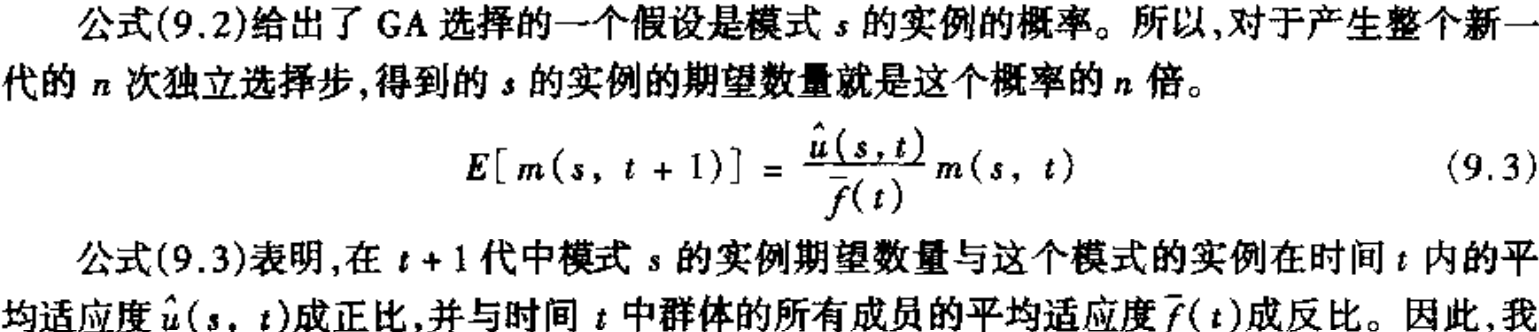 公式(9.2)给出了 GA 选择的一个假设是模式 s 的实例的概率。所以,对于产生整个新一
代的 n 次独立选择步,得到的 s 的实例的期望数量就是这个概率的 n 倍。
E[m(s, t + 1)] = \frac{\hat{u}(s, t)}{\bar{f}(t)} m(s, t) (9.3)
公式(9.3)表明,在 t + 1 代中模式 s 的实例期望数量与这个模式的实例在时间 t 内的平
均适应度 û(s, t)成正比,并与时间 t 中群体的所有成员的平均适应度 f̄(t)成反比。因此,我